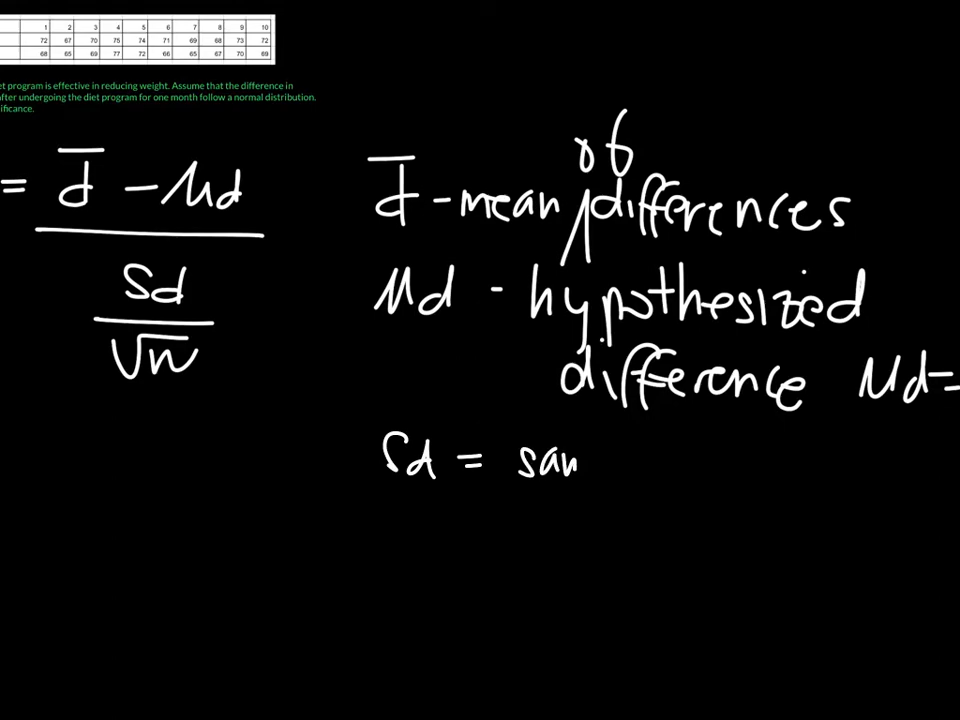 1 2 3 4 5 6 7 8 9 10
72 67 70 75 74 71 69 68 73 72
68 65 69 77 72 66 65 67 70 69
et program is effective in reducing weight. Assume that the difference in
after undergoing the diet program for one month follow a normal distribution.
ificance.
= d̅ - μd
Sd
√n
d̅ - mean of differences
μd - hypothesized
difference μd =
Sd = sam